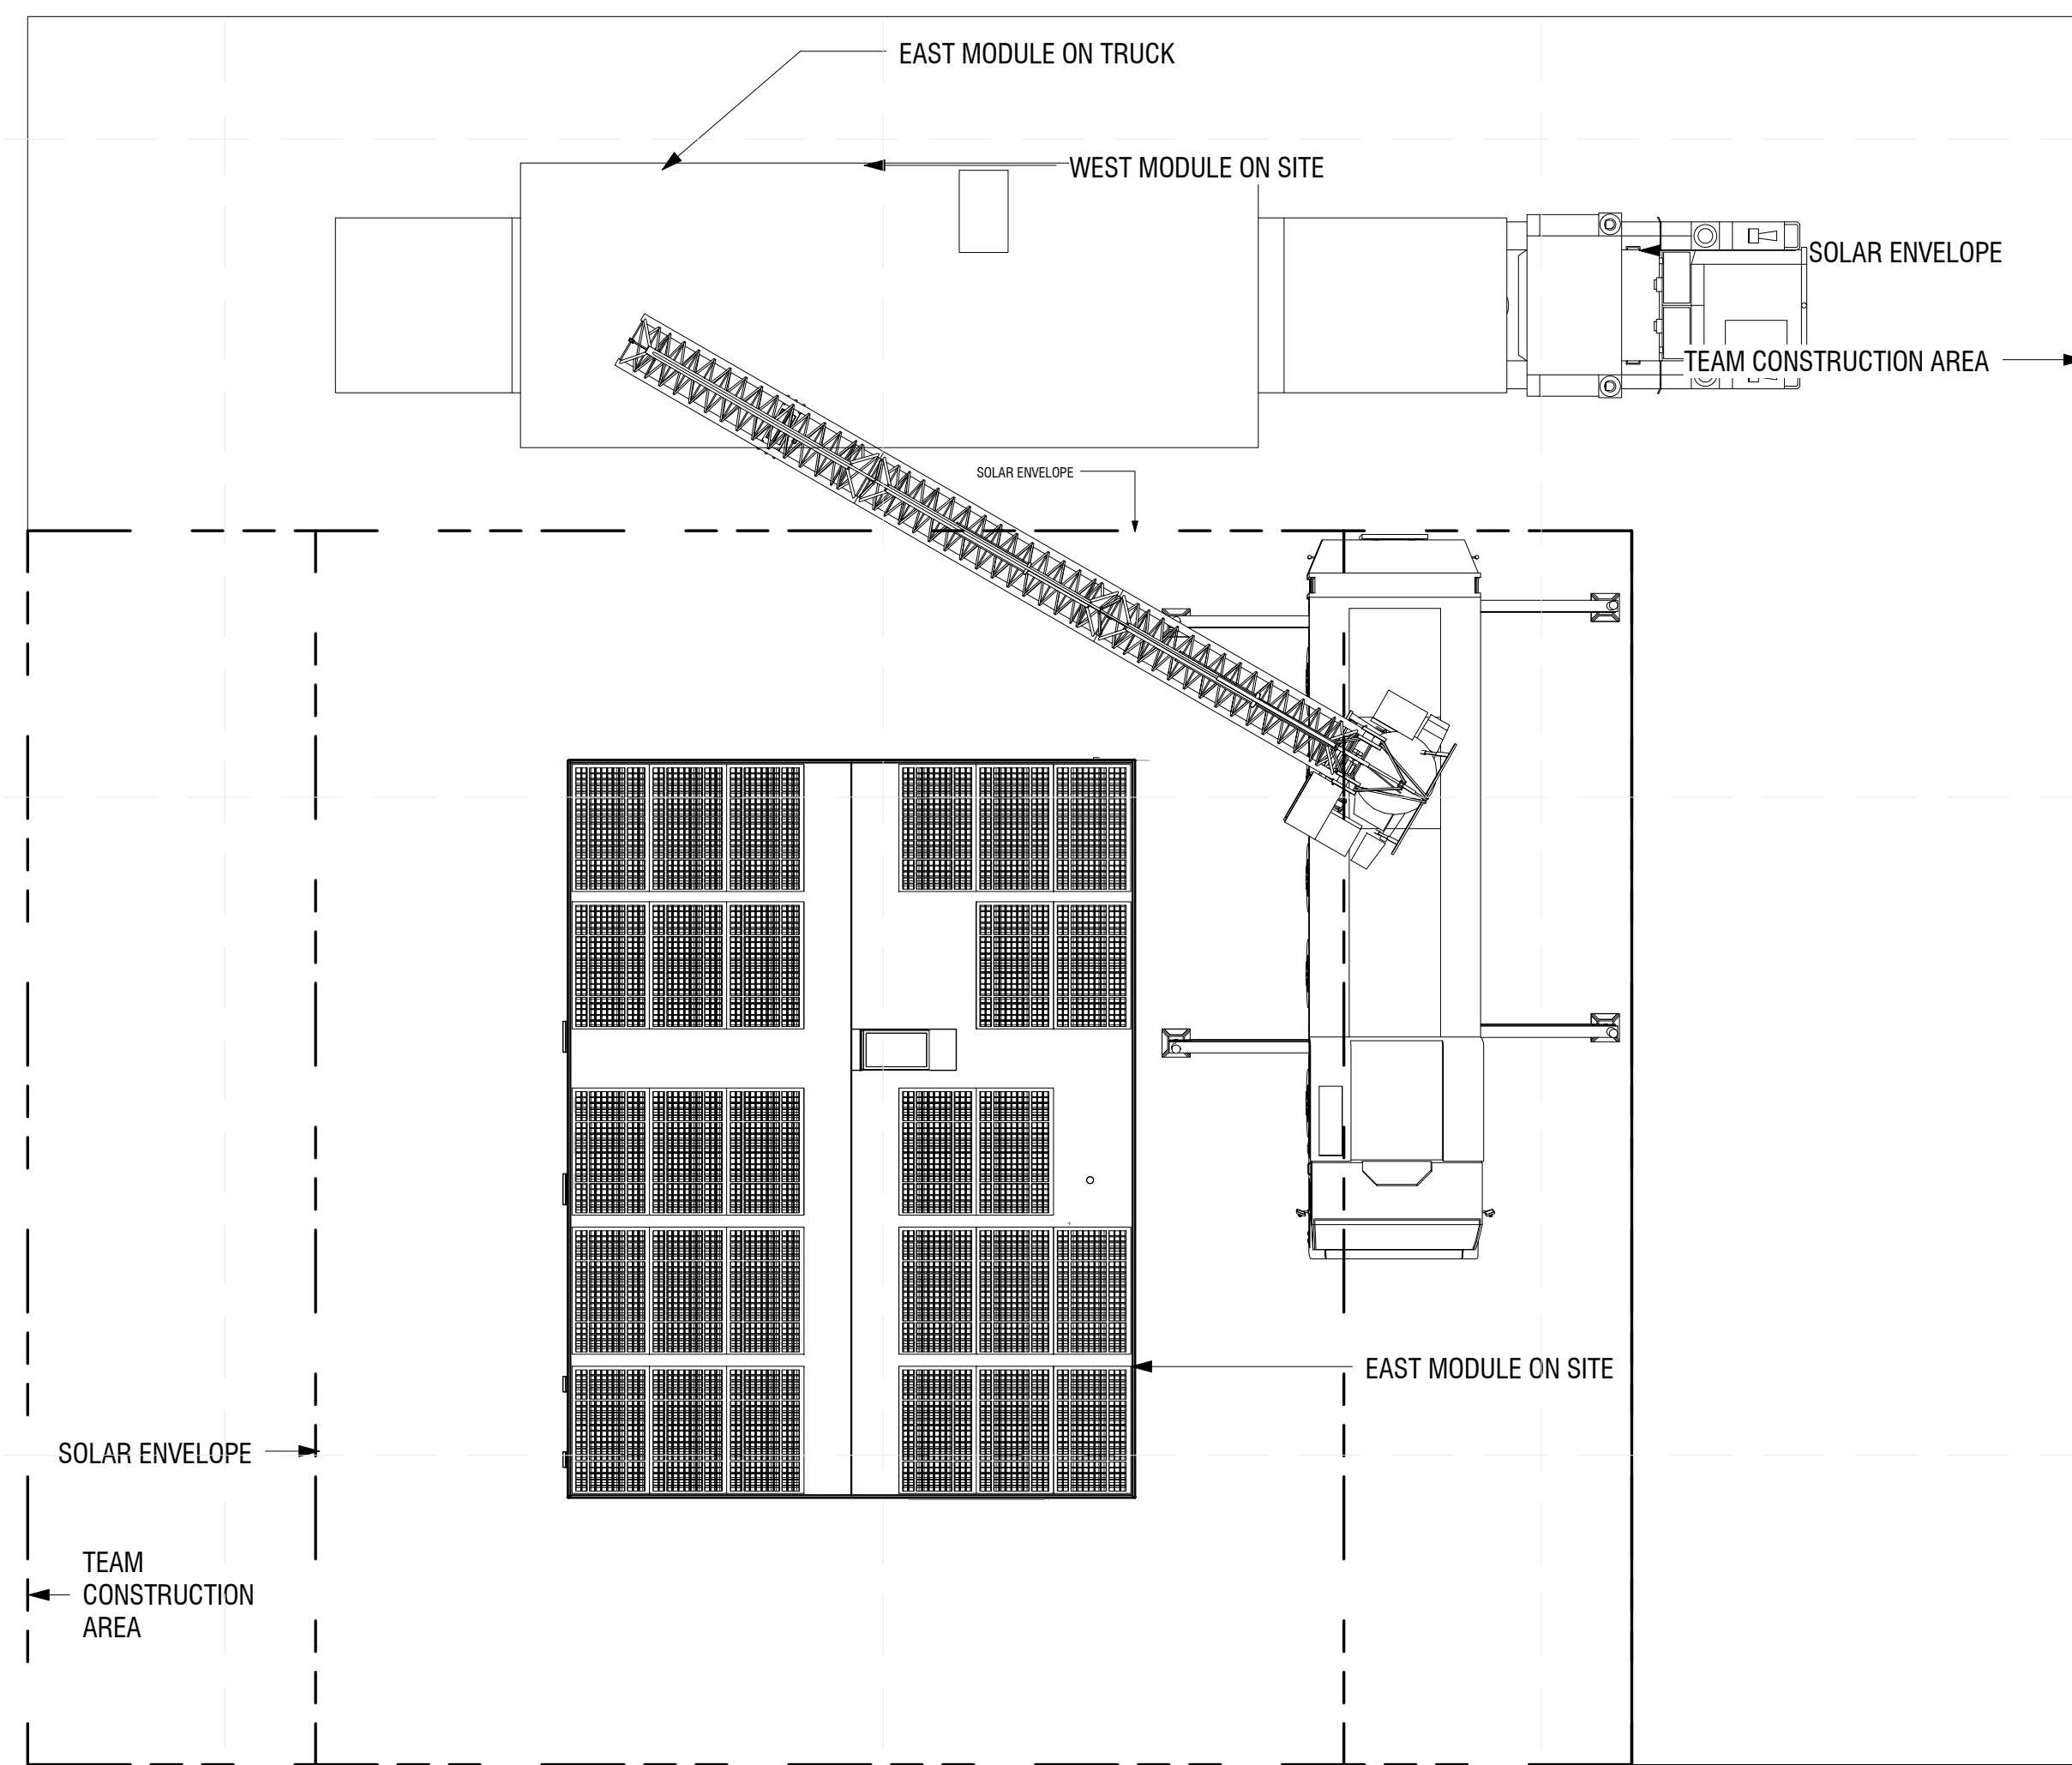 EAST MODULE ON TRUCK
WEST MODULE ON SITE
SOLAR ENVELOPE
TEAM CONSTRUCTION AREA
SOLAR ENVELOPE
EAST MODULE ON SITE
SOLAR ENVELOPE
TEAM
CONSTRUCTION
AREA